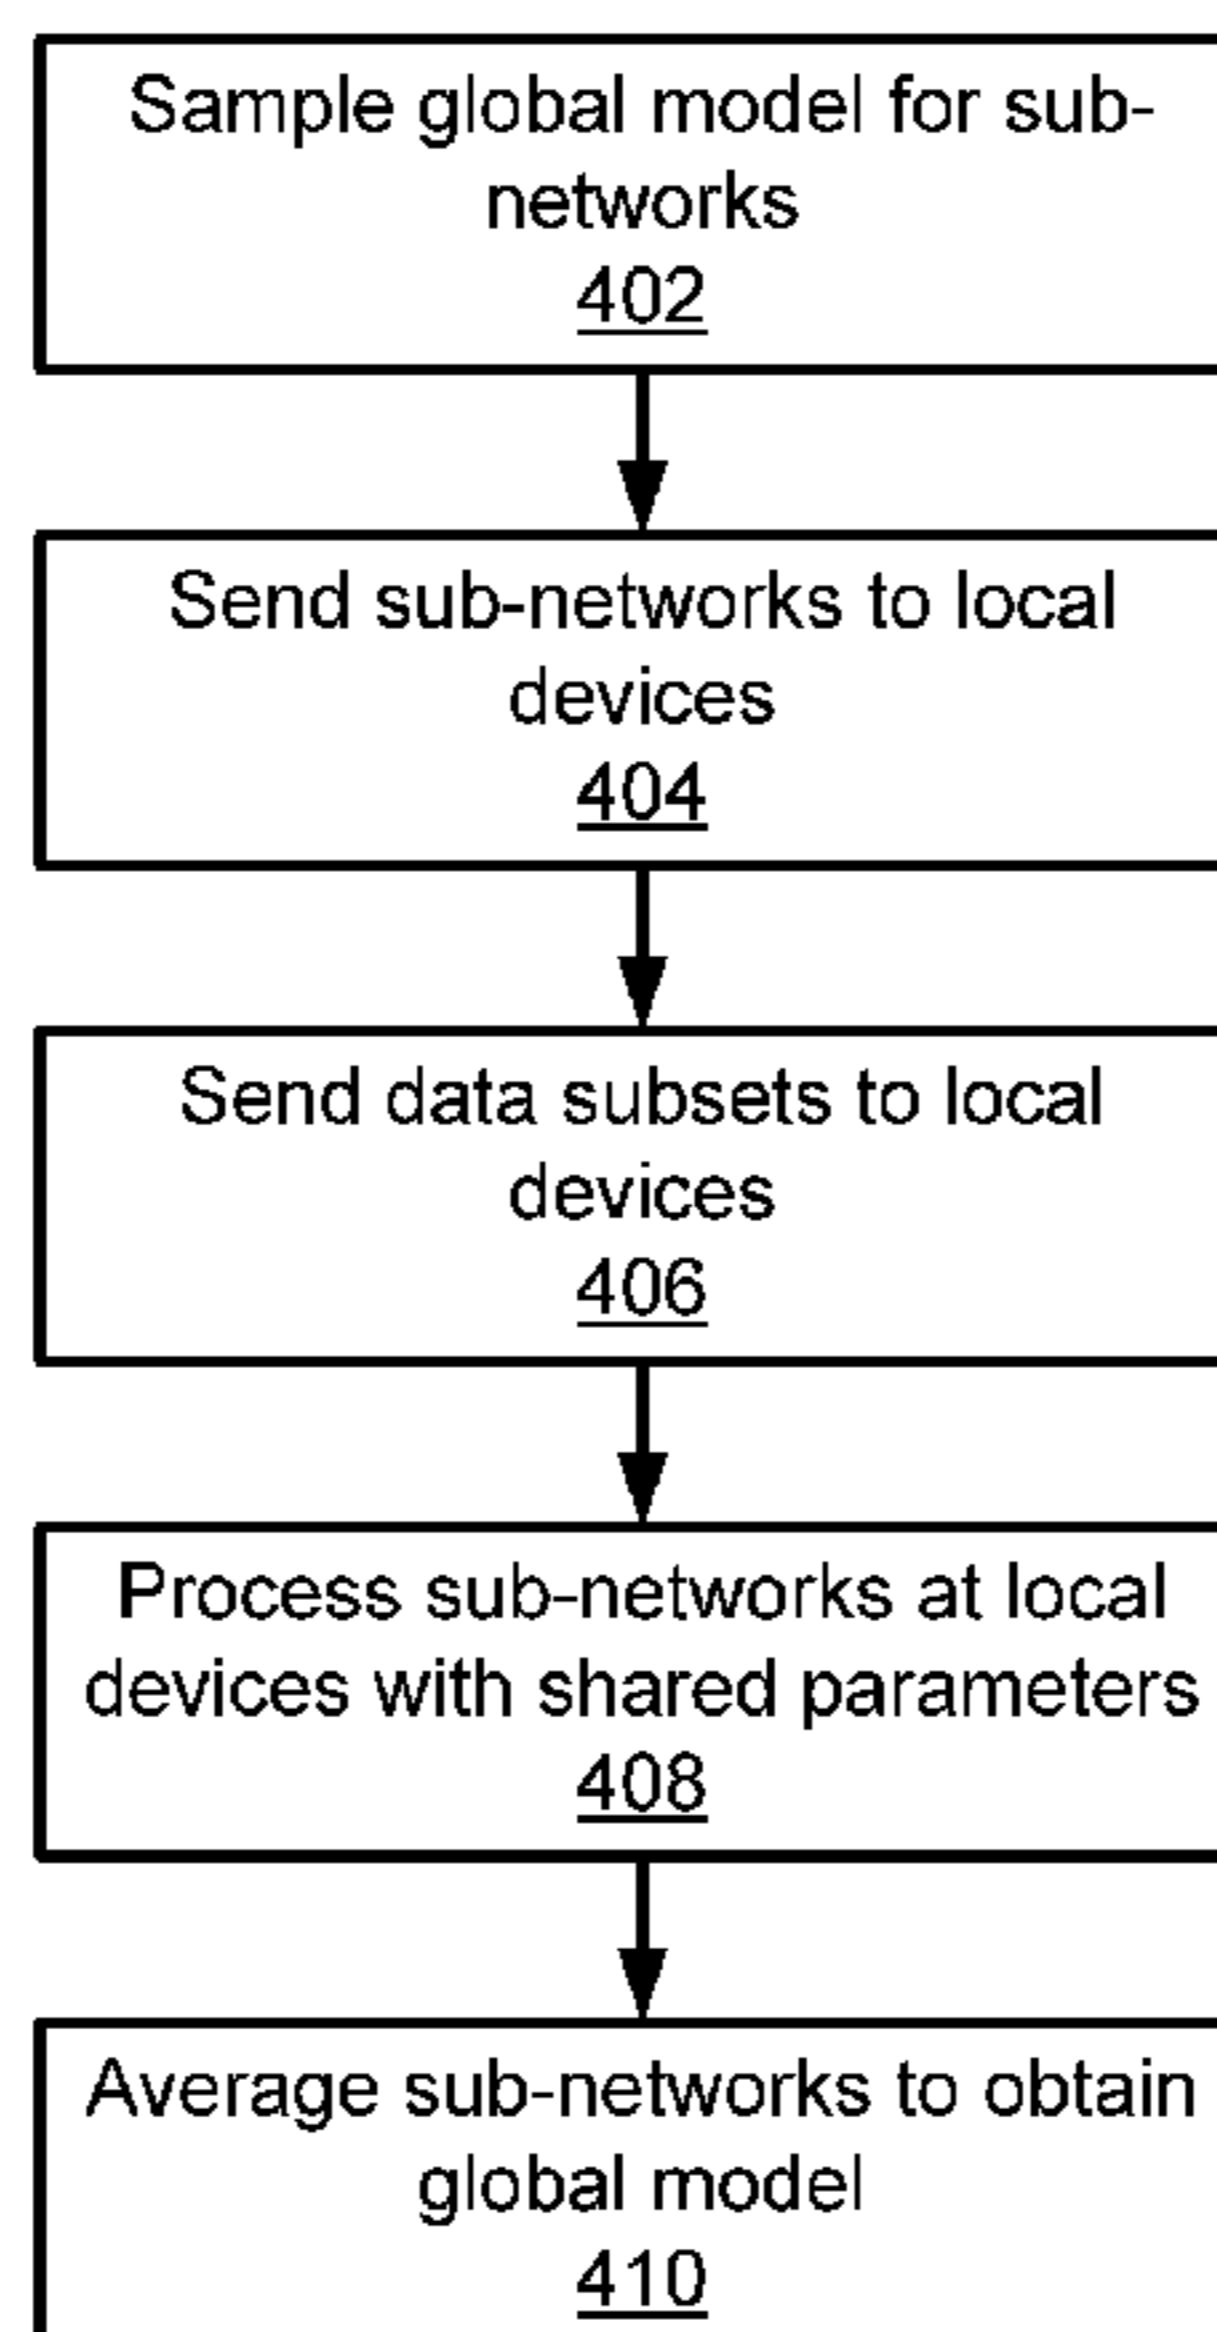 Sample global model for sub-
networks
402
Send sub-networks to local
devices
404
Send data subsets to local
devices
406
Process sub-networks at local
devices with shared parameters
408
Average sub-networks to obtain
global model
410